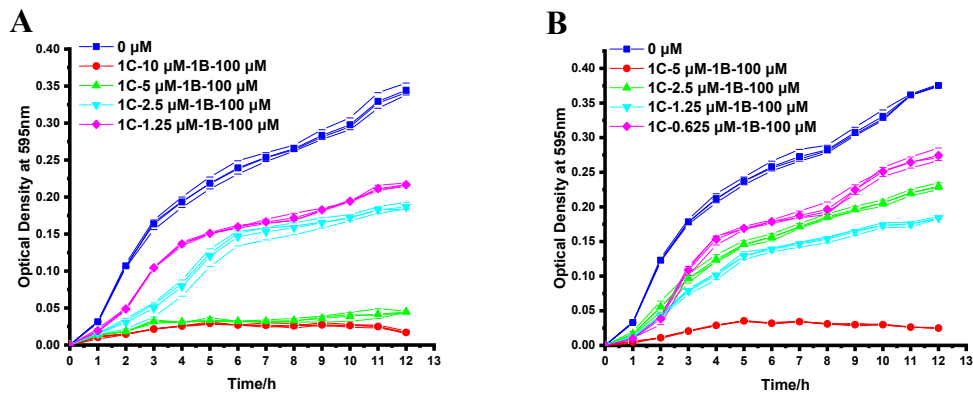 A
0 µM
1C-10 µM-1B-100 µM
1C-5 µM-1B-100 µM
1C-2.5 µM-1B-100 µM
1C-1.25 µM-1B-100 µM
Optical Density at 595nm
0.40
0.35
0.30
0.25
0.20
0.15
0.10
0.05
0.00
0 1 2 3 4 5 6 7 8 9 10 11 12 13
Time/h
B
0 µM
1C-5 µM-1B-100 µM
1C-2.5 µM-1B-100 µM
1C-1.25 µM-1B-100 µM
1C-0.625 µM-1B-100 µM
Optical Density at 595nm
0.40
0.35
0.30
0.25
0.20
0.15
0.10
0.05
0.00
0 1 2 3 4 5 6 7 8 9 10 11 12 13
Time/h